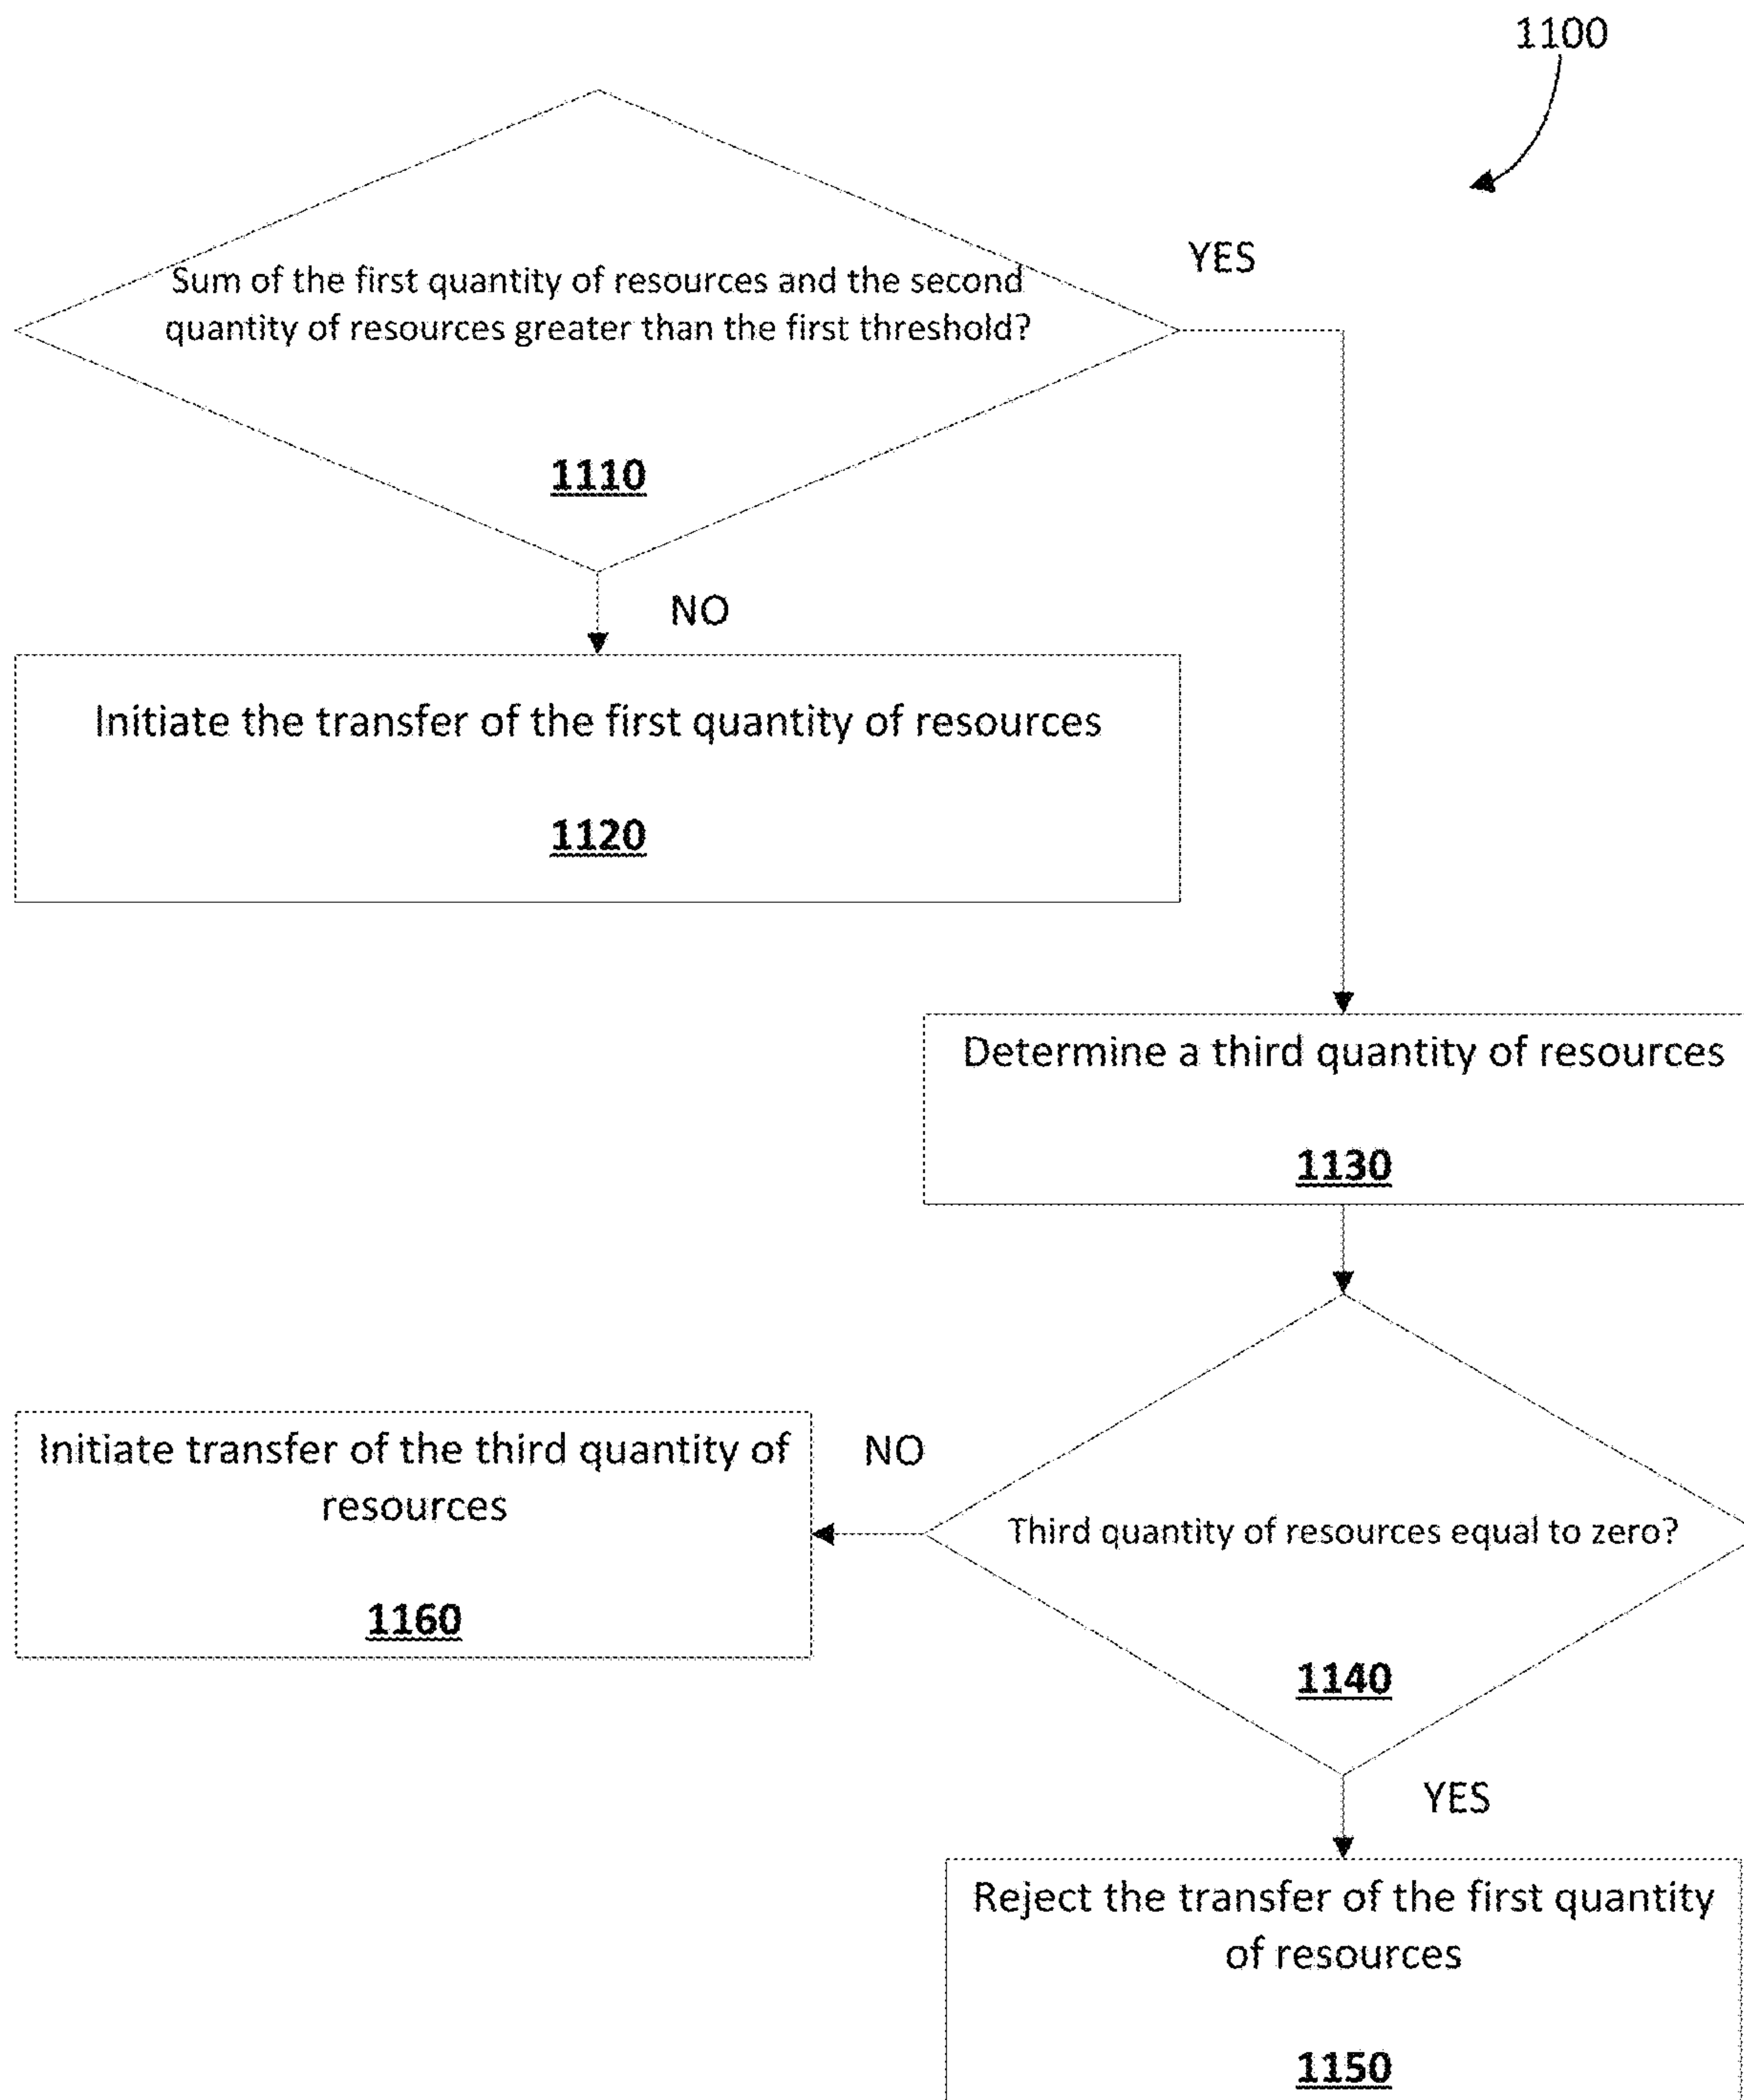 1100
Sum of the first quantity of resources and the second
quantity of resources greater than the first threshold?
1110
YES
NO
Initiate the transfer of the first quantity of resources
1120
Determine a third quantity of resources
1130
Third quantity of resources equal to zero?
1140
NO
Initiate transfer of the third quantity of
resources
1160
YES
Reject the transfer of the first quantity
of resources
1150